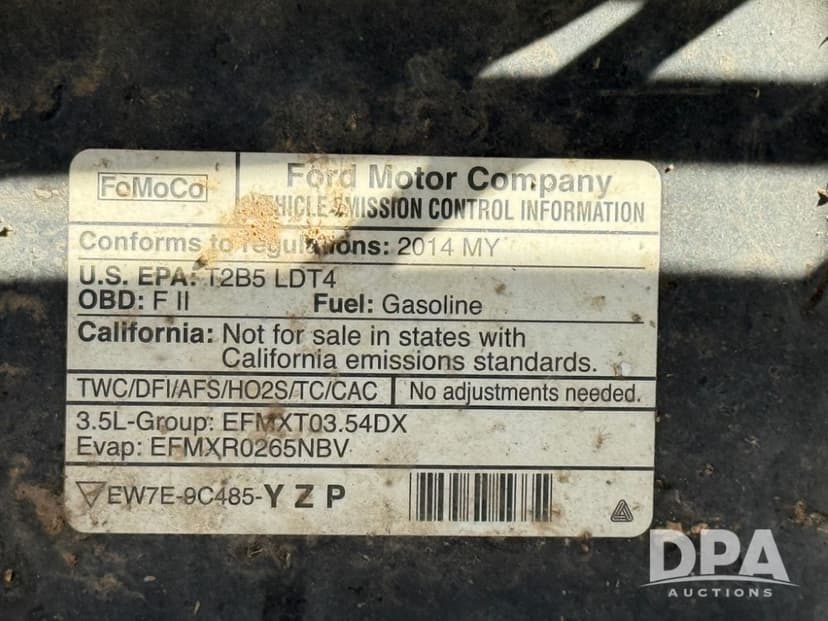 FoMoCo
Ford Motor Company
VEHICLE EMISSION CONTROL INFORMATION
Conforms to regulations: 2014 MY
U.S. EPA: T2B5 LDT4
OBD: F II Fuel: Gasoline
California: Not for sale in states with
California emissions standards.
TWC/DFI/AFS/HO2S/TC/CAC No adjustments needed.
3.5L-Group: EFMXT03.54DX
Evap: EFMXR0265NBV
EW7E-9C485-Y Z P
DPA
AUCTIONS